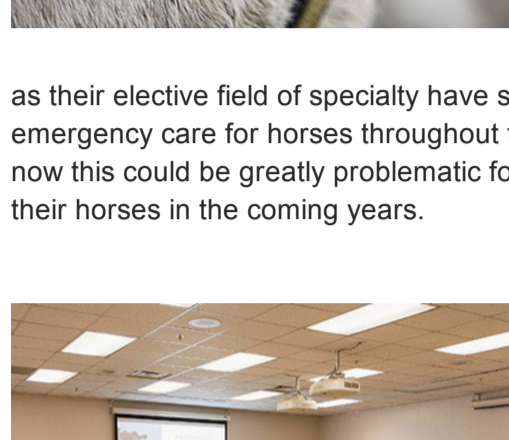 as their elective field of specialty have
emergency care for horses throughout
now this could be greatly problematic
their horses in the coming years.